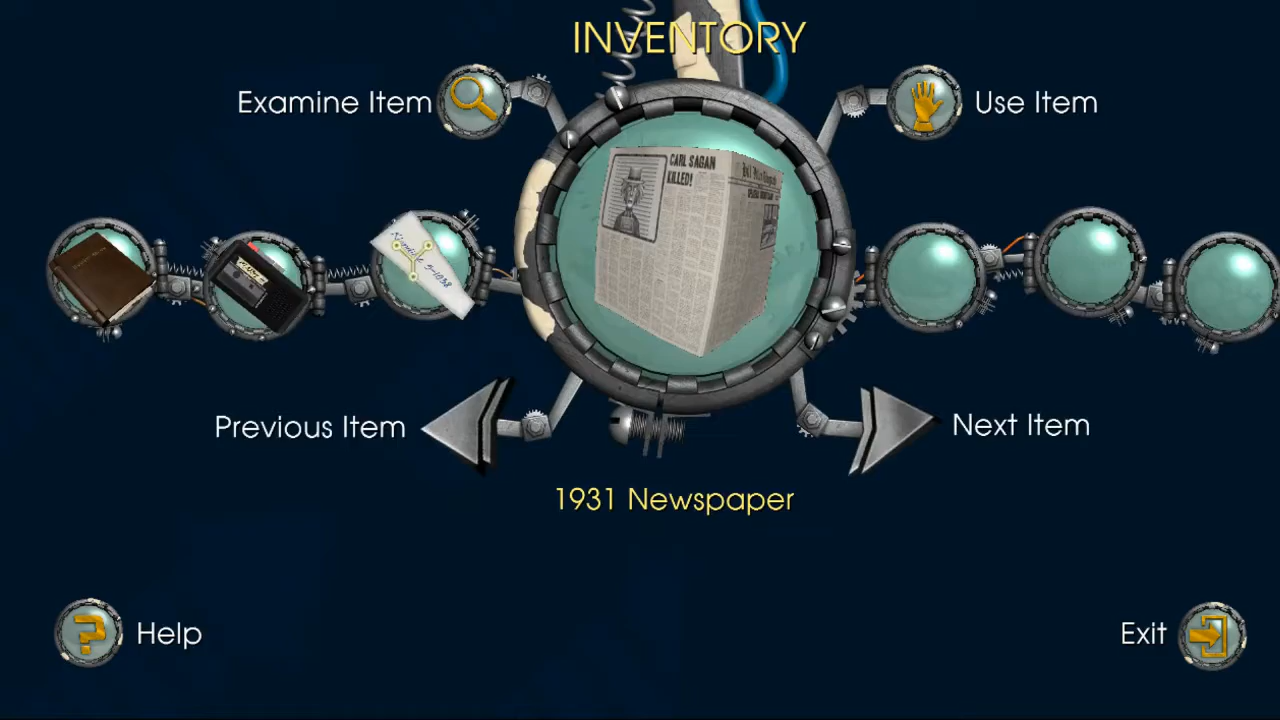 INVENTORY
Examine Item
Use Item
CARL SAGAN
KILLED!
Previous Item
Next Item
1931 Newspaper
Help
Exit